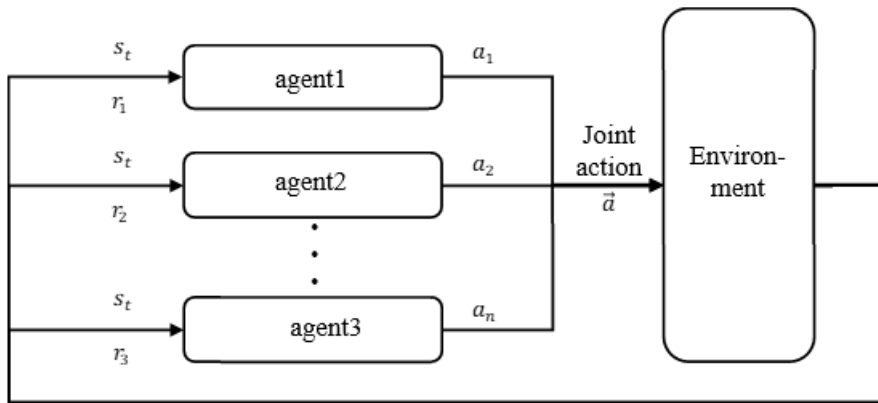 s_t
agent1
a_1
r_1
s_t
agent2
a_2
r_2
Joint
action
a⃗
Environ-
ment
s_t
agent3
a_n
r_3